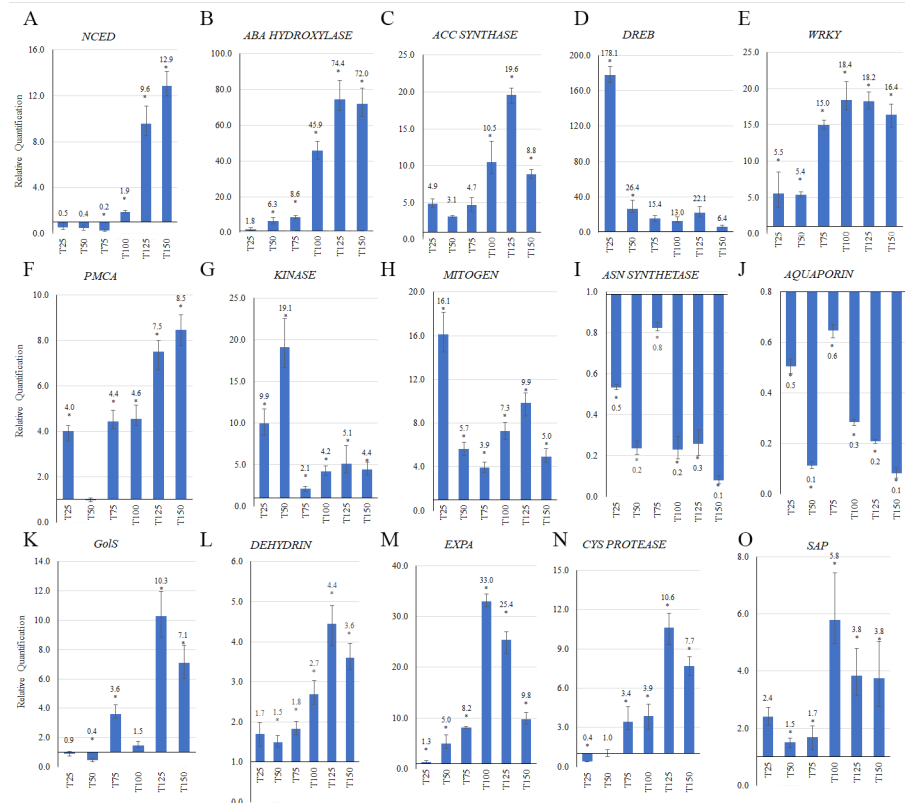 A
NCED
Relative Quantification
16.0
12.0
8.0
4.0
0.0
0.5
0.4
0.2
*
1.9
*
9.6
*
12.9
*
T25
T50
T75
T100
T125
T150
B
ABA HYDROXYLASE
100.0
80.0
60.0
40.0
20.0
0.0
1.8
6.3
*
8.6
*
45.9
*
74.4
*
72.0
*
T25
T50
T75
T100
T125
T150
C
ACC SYNTHASE
25.0
20.0
15.0
10.0
5.0
0.0
4.9
3.1
4.7
10.5
*
19.6
*
8.8
*
T25
T50
T75
T100
T125
T150
D
DREB
200.0
160.0
120.0
80.0
40.0
0.0
178.1
*
26.4
*
15.4
13.0
22.1
6.4
T25
T50
T75
T100
T125
T150
E
WRKY
25.0
20.0
15.0
10.0
5.0
0.0
5.5
*
5.4
*
15.0
*
18.4
*
18.2
*
16.4
*
T25
T50
T75
T100
T125
T150
F
PMCA
Relative Quantification
10.0
8.0
6.0
4.0
2.0
0.0
4.0
*
4.4
*
4.6
*
7.5
*
8.5
*
T25
T50
T75
T100
T125
T150
G
KINASE
25.0
20.0
15.0
10.0
5.0
0.0
9.9
*
19.1
*
2.1
*
4.2
*
5.1
*
4.4
*
T25
T50
T75
T100
T125
T150
H
MITOGEN
20.0
16.0
12.0
8.0
4.0
0.0
16.1
*
5.7
*
3.9
*
7.3
*
9.9
*
5.0
*
T25
T50
T75
T100
T125
T150
I
ASN SYNTHETASE
1.0
0.8
0.6
0.4
0.2
0.0
*
0.5
*
0.2
*
0.8
*
0.2
*
0.3
*
0.1
T25
T50
T75
T100
T125
T150
J
AQUAPORIN
0.8
0.6
0.4
0.2
0.0
*
0.5
*
0.1
*
0.6
*
0.3
*
0.2
*
0.1
T25
T50
T75
T100
T125
T150
K
GolS
Relative Quantification
14.0
12.0
10.0
8.0
6.0
4.0
2.0
0.0
0.9
0.4
*
3.6
*
1.5
10.3
*
7.1
*
T25
T50
T75
T100
T125
T150
L
DEHYDRIN
6.0
5.0
4.0
3.0
2.0
1.0
0.0
1.7
1.5
*
1.8
*
2.7
*
4.4
*
3.6
*
T25
T50
T75
T100
T125
T150
M
EXPA
40.0
30.0
20.0
10.0
0.0
1.3
*
5.0
*
8.2
*
33.0
*
25.4
*
9.8
*
T25
T50
T75
T100
T125
T150
N
CYS PROTEASE
15.0
12.0
9.0
6.0
3.0
0.0
0.4
*
1.0
3.4
*
3.9
*
10.6
*
7.7
*
T25
T50
T75
T100
T125
T150
O
SAP
8.0
6.0
4.0
2.0
0.0
2.4
1.5
*
1.7
*
5.8
*
3.8
*
3.8
*
T25
T50
T75
T100
T125
T150